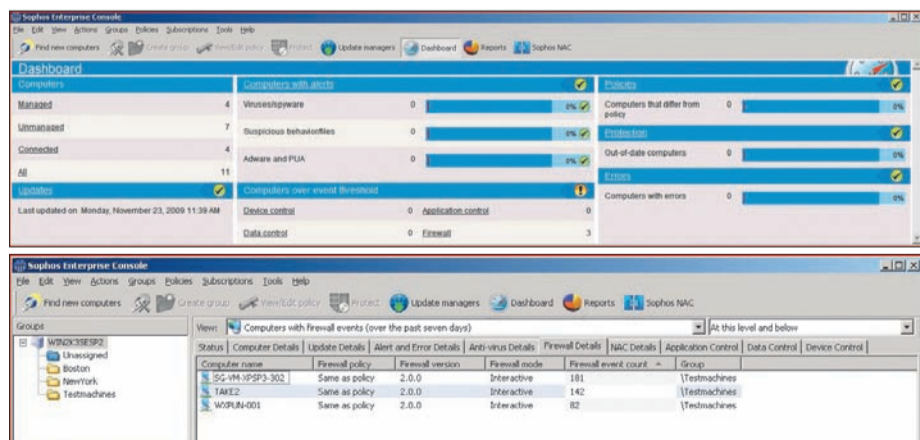 Sophos Enterprise Console
File Edit View Actions Groups Policies Subscriptions Tools Help
Find new computers Create group View/Edit policy Protect Update managers Dashboard Reports Sophos NAC
Dashboard
Computers
Managed 4
Unmanaged 7
Connected 4
All 11
Updates
Last updated on Monday, November 23, 2009 11:39 AM
Computers with alerts
Viruses/spyware 0 0%
Suspicious behavior/files 0 0%
Adware and PUA 0 0%
Computers over event threshold
Device control 0 Application control 0
Data control 0 Firewall 3
Policies
Computers that differ from policy 0 0%
Protection
Out-of-date computers 0 0%
Errors
Computers with errors 0 0%
Sophos Enterprise Console
File Edit View Actions Groups Policies Subscriptions Tools Help
Find new computers Create group View/Edit policy Protect Update managers Dashboard Reports Sophos NAC
Groups
WIN2K3SESP2
Unassigned
Boston
NewYork
Testmachines
View: Computers with firewall events (over the past seven days) At this level and below
Status Computer Details Update Details Alert and Error Details Anti-virus Details Firewall Details NAC Details Application Control Data Control Device Control
Computer name Firewall policy Firewall version Firewall mode Firewall event count Group
SG-VM-XPSP3-302 Same as policy 2.0.0 Interactive 181 \Testmachines
TAKE2 Same as policy 2.0.0 Interactive 142 \Testmachines
WXPUN-001 Same as policy 2.0.0 Interactive 82 \Testmachines